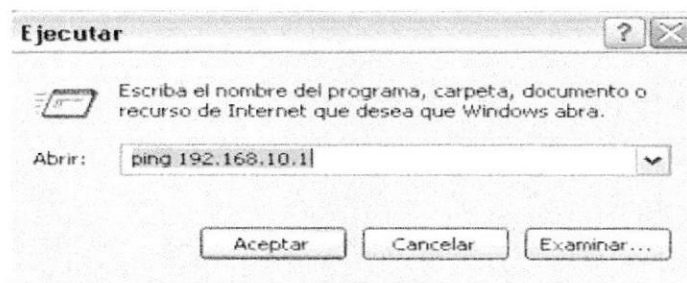 Ejecutar
Escriba el nombre del programa, carpeta, documento o
recurso de Internet que desea que Windows abra.
Abrir: ping 192.168.10.1
Aceptar Cancelar Examinar...